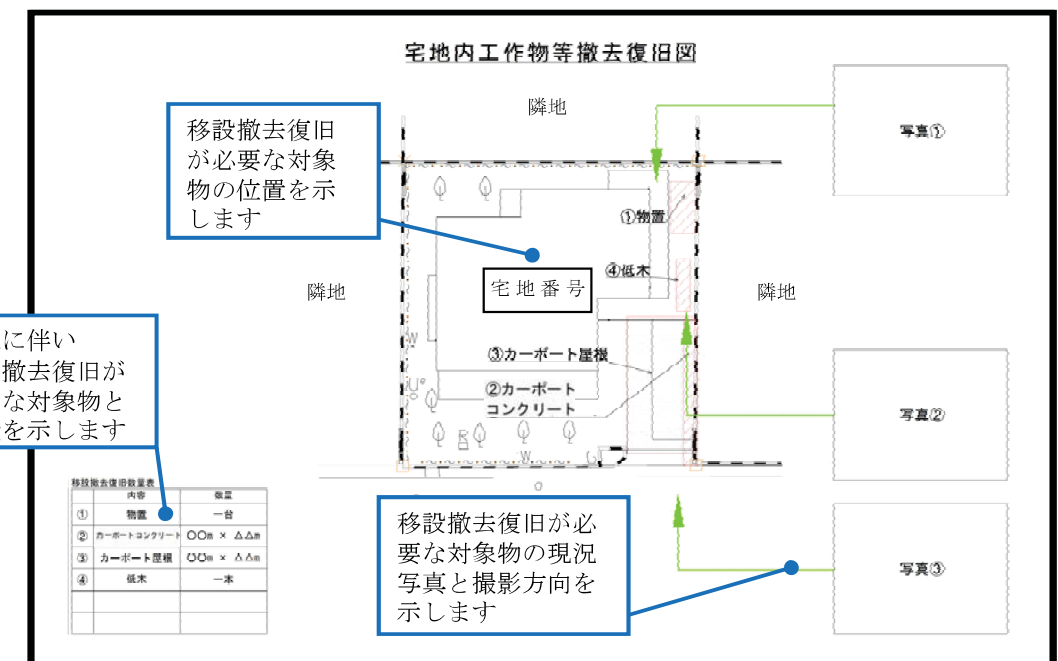 宅地内工作物等撤去復旧図
隣地
移設撤去復旧
が必要な対象
物の位置を示
します
写真①
①物置
④低木
宅地番号
隣地
隣地
に伴い
撤去復旧が
な対象物と
を示します
③カーポート屋根
②カーポート
コンクリート
W
W
写真②
移設撤去復旧数量表
内容 数量
① 物置 一台
② カーポートコンクリート 〇〇m × △△m
③ カーポート屋根 〇〇m × △△m
④ 低木 一本
移設撤去復旧が必
要な対象物の現況
写真と撮影方向を
示します
写真③